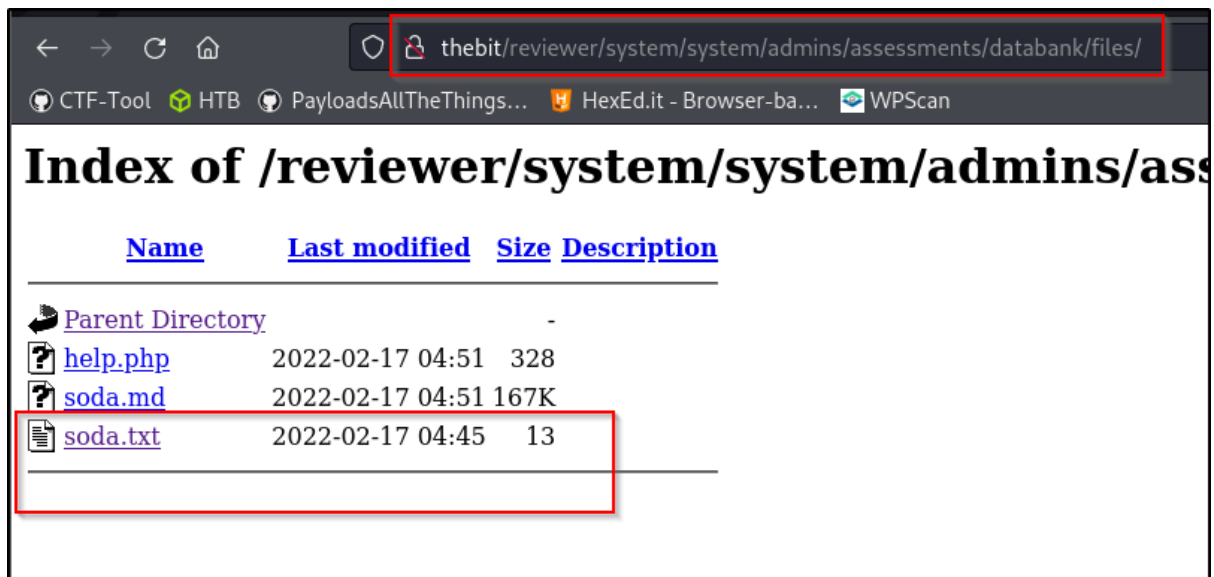 thebit/reviewer/system/system/admins/assessments/databank/files/
CTF-Tool HTB PayloadsAllTheThings... HexEd.it - Browser-ba... WPScan
Index of /reviewer/system/system/admins/ass
Name Last modified Size Description
Parent Directory -
help.php 2022-02-17 04:51 328
soda.md 2022-02-17 04:51 167K
soda.txt 2022-02-17 04:45 13